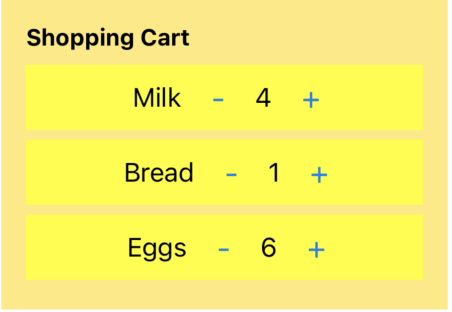 Shopping Cart
Milk - 4 +
Bread - 1 +
Eggs - 6 +